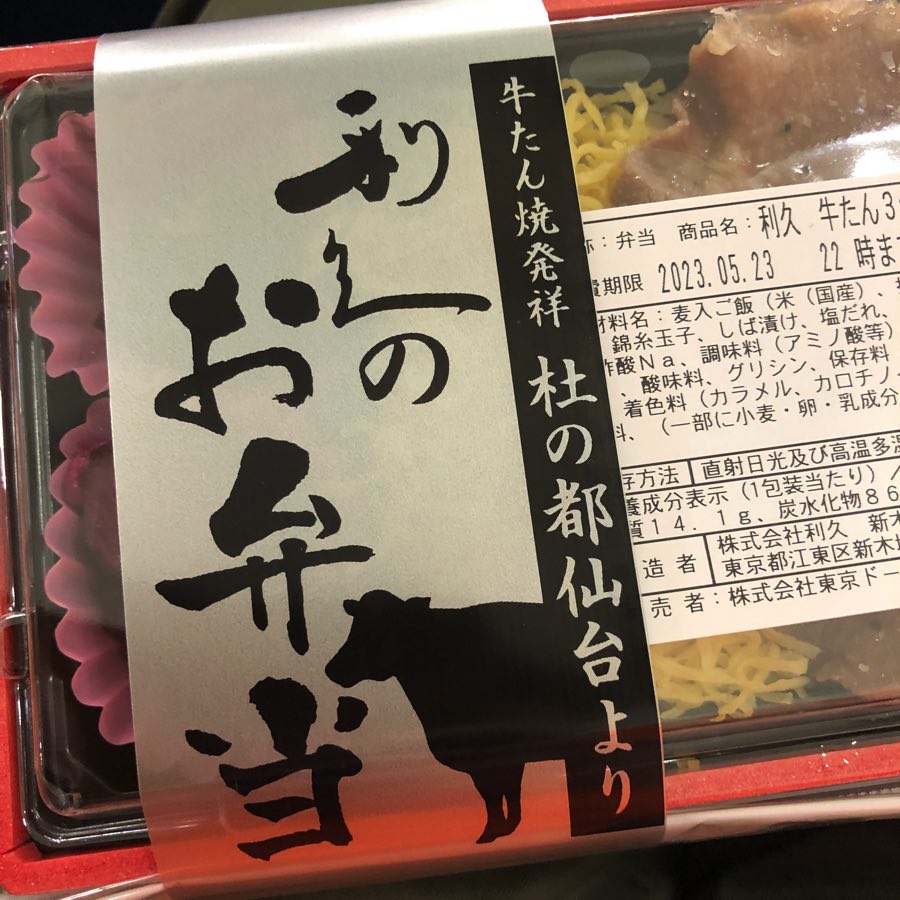 利久の
お弁当
牛たん焼発祥 杜の都仙台より
称：弁当 商品名：利久 牛たん3
費期限 2023.05.23 22時ま
材料名：麦入ご飯（米（国産）、
錦糸玉子、しば漬け、塩だれ、
酢酸Na、調味料（アミノ酸等）
、酸味料、グリシン、保存料
着色料（カラメル、カロチノ
、（一部に小麦・卵・乳成分
存方法 直射日光及び高温多湿
養成分表示（1包装当たり）／
質14.1g、炭水化物86
造者 株式会社利久 新木
東京都江東区新木場
売者：株式会社東京ドー